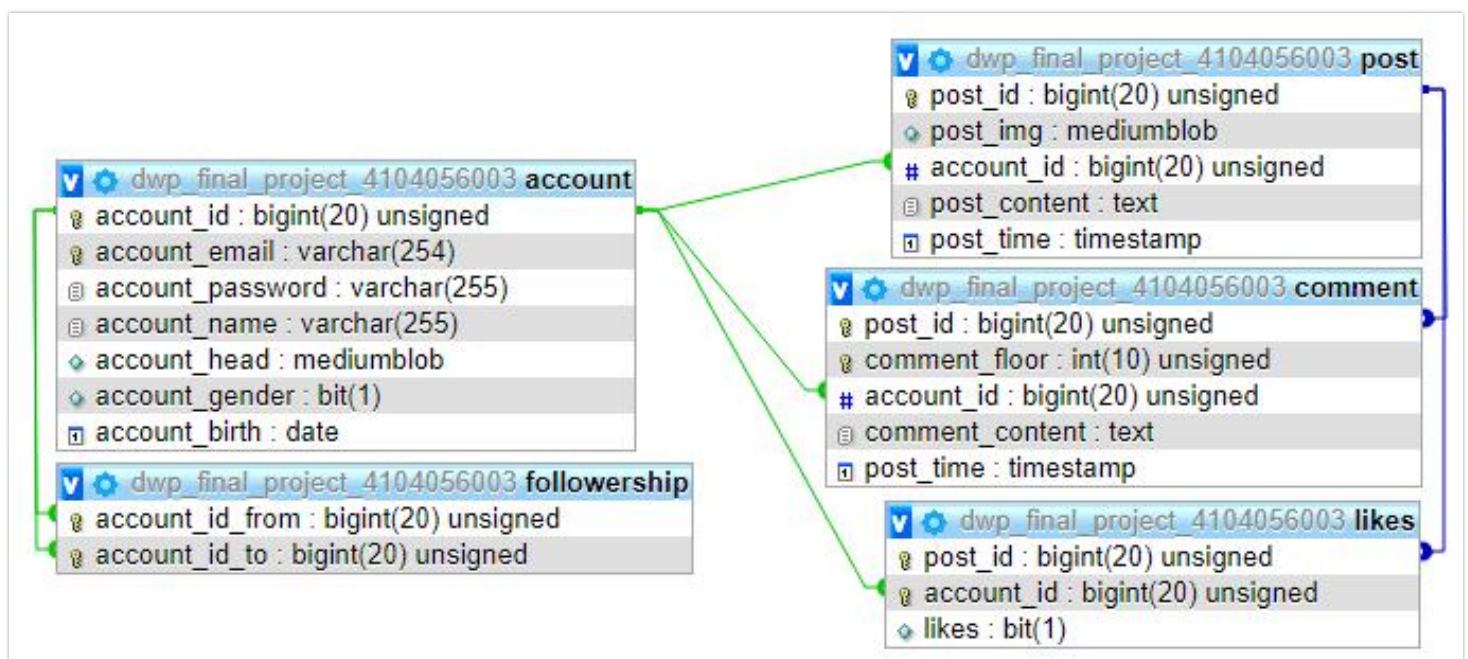 dwp_final_project_4104056003 account
account_id : bigint(20) unsigned
account_email : varchar(254)
account_password : varchar(255)
account_name : varchar(255)
account_head : mediumblob
account_gender : bit(1)
account_birth : date
dwp_final_project_4104056003 followership
account_id_from : bigint(20) unsigned
account_id_to : bigint(20) unsigned
dwp_final_project_4104056003 post
post_id : bigint(20) unsigned
post_img : mediumblob
# account_id : bigint(20) unsigned
post_content : text
post_time : timestamp
dwp_final_project_4104056003 comment
post_id : bigint(20) unsigned
comment_floor : int(10) unsigned
# account_id : bigint(20) unsigned
comment_content : text
post_time : timestamp
dwp_final_project_4104056003 likes
post_id : bigint(20) unsigned
account_id : bigint(20) unsigned
likes : bit(1)